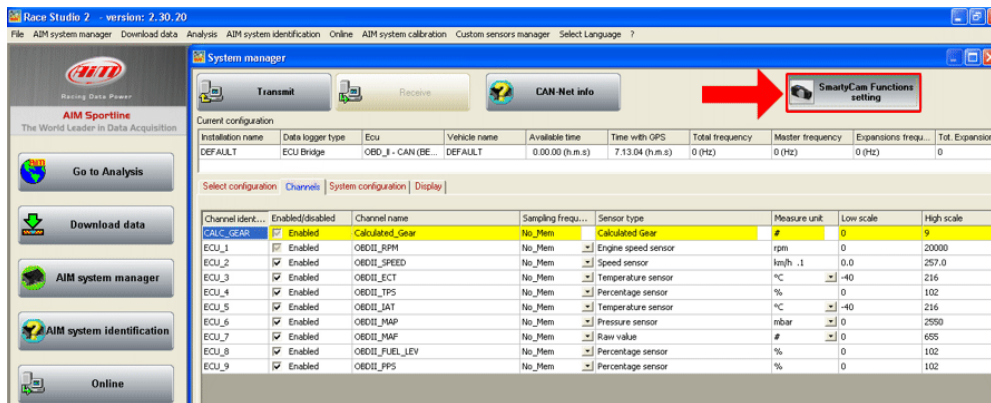 Race Studio 2 - version: 2.30.20
File AIM system manager Download data Analysis AIM system identification Online AIM system calibration Custom sensors manager Select Language ?
AiM
Racing Data Power
AIM Sportline
The World Leader in Data Acquisition
Go to Analysis
Download data
AIM system manager
AIM system identification
Online
System manager
Transmit Receive CAN-Net info SmartyCam Functions
setting
Current configuration
Installation name Data logger type Ecu Vehicle name Available time Time with GPS Total frequency Master frequency Expansions frequ... Tot. Expansion
DEFAULT ECU Bridge OBD_II - CAN (BE... DEFAULT 0.00.00 (h.m.s) 7.13.04 (h.m.s) 0 (Hz) 0 (Hz) 0 (Hz) 0
Select configuration Channels System configuration Display
Channel ident... Enabled/disabled Channel name Sampling frequ... Sensor type Measure unit Low scale High scale
CALC_GEAR Enabled Calculated_Gear No_Mem Calculated Gear # 0 9
ECU_1 Enabled OBDII_RPM No_Mem Engine speed sensor rpm 0 20000
ECU_2 Enabled OBDII_SPEED No_Mem Speed sensor km/h .1 0.0 257.0
ECU_3 Enabled OBDII_ECT No_Mem Temperature sensor °C -40 216
ECU_4 Enabled OBDII_TPS No_Mem Percentage sensor % 0 102
ECU_5 Enabled OBDII_IAT No_Mem Temperature sensor °C -40 216
ECU_6 Enabled OBDII_MAP No_Mem Pressure sensor mbar 0 2550
ECU_7 Enabled OBDII_MAF No_Mem Raw value # 0 655
ECU_8 Enabled OBDII_FUEL_LEV No_Mem Percentage sensor % 0 102
ECU_9 Enabled OBDII_PPS No_Mem Percentage sensor % 0 102